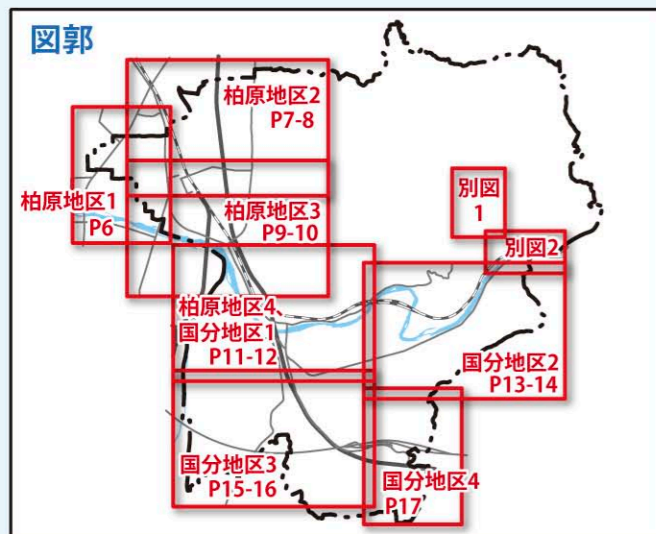 図郭
柏原地区2
P7-8
柏原地区1
P6
柏原地区3
P9-10
別図
1
別図2
柏原地区4、
国分地区1
P11-12
国分地区2
P13-14
国分地区3
P15-16
国分地区4
P17